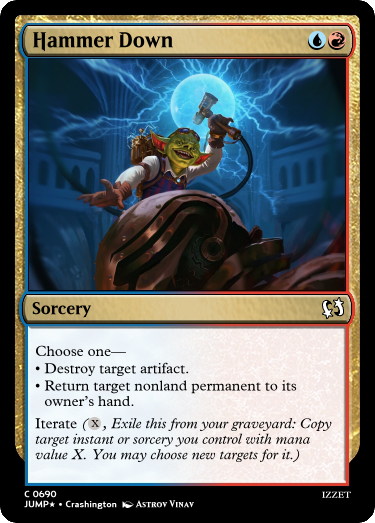 Hammer Down
Sorcery
Choose one—
• Destroy target artifact.
• Return target nonland permanent to its
owner's hand.
Iterate (X, Exile this from your graveyard: Copy
target instant or sorcery you control with mana
value X. You may choose new targets for it.)
C 0690
IZZET
JUMP★ • Crashington Astrov Vinav